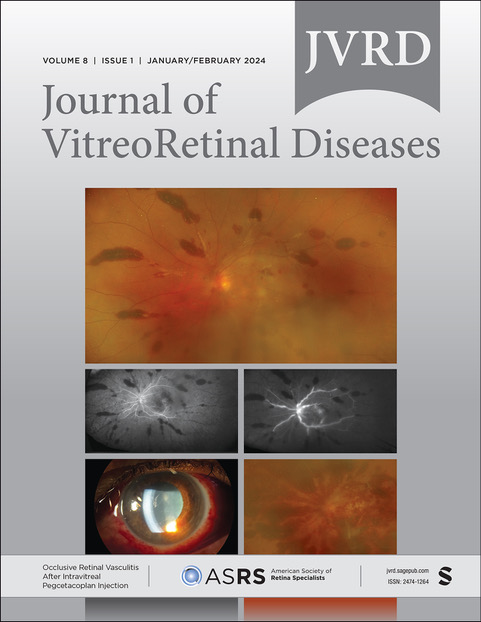 JVRD
VOLUME 8 | ISSUE 1 | JANUARY/FEBRUARY 2024
Journal of
VitreoRetinal Diseases
Occlusive Retinal Vasculitis
After Intravitreal
Pegcetacoplan Injection
ASRS
American Society of
Retina Specialists
jvrd.sagepub.com
ISSN: 2474-1264